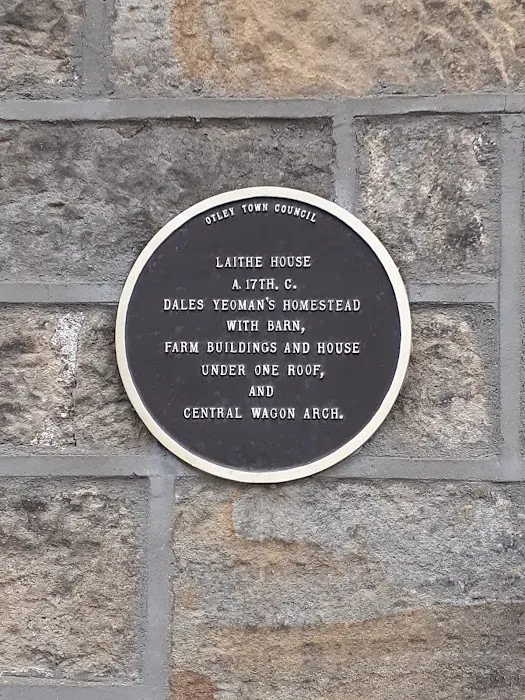 OTLEY TOWN COUNCIL
LAITHE HOUSE
A 17TH. C.
DALES YEOMAN'S HOMESTEAD
WITH BARN,
FARM BUILDINGS AND HOUSE
UNDER ONE ROOF,
AND
CENTRAL WAGON ARCH.